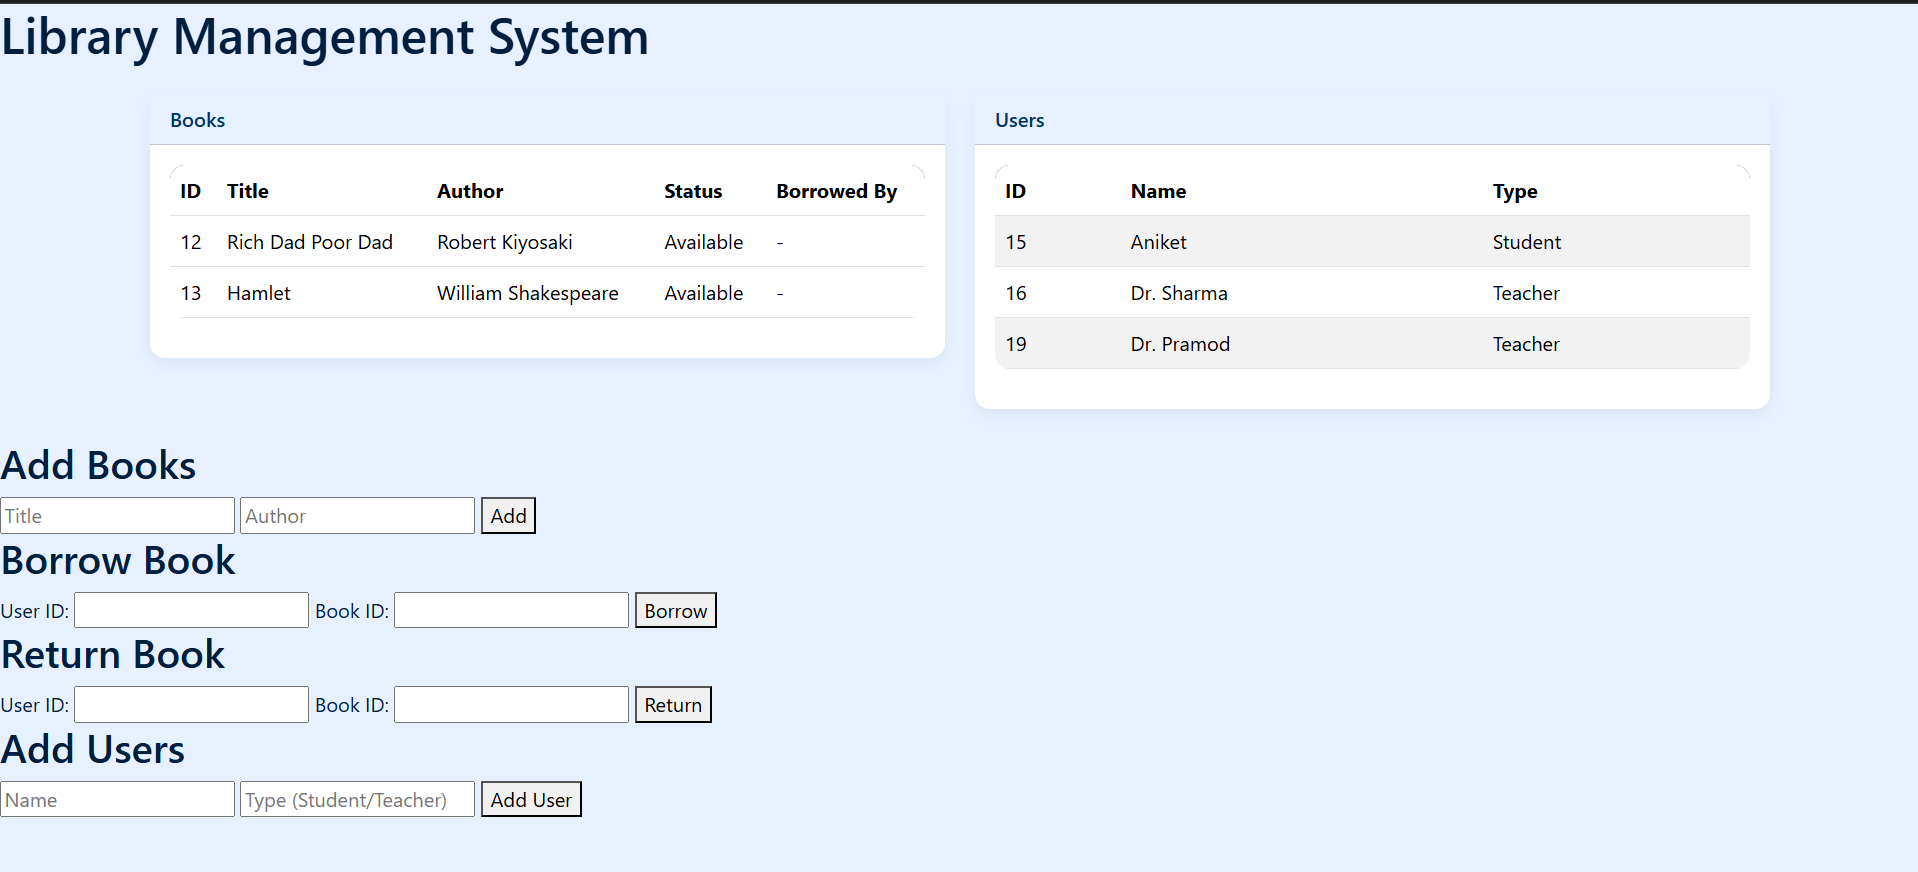 Library Management System
Books
ID Title Author Status Borrowed By
12 Rich Dad Poor Dad Robert Kiyosaki Available -
13 Hamlet William Shakespeare Available -
Users
ID Name Type
15 Aniket Student
16 Dr. Sharma Teacher
19 Dr. Pramod Teacher
Add Books
Title Author Add
Borrow Book
User ID: Book ID: Borrow
Return Book
User ID: Book ID: Return
Add Users
Name Type (Student/Teacher) Add User